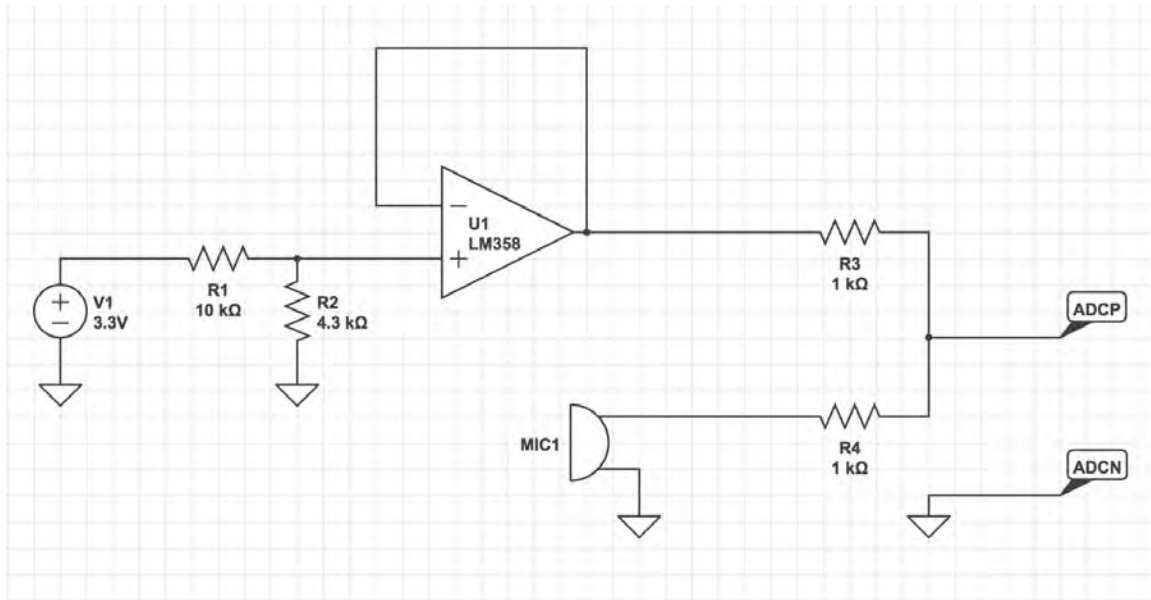 U1
LM358
R1
10 kΩ
V1
3.3V
R2
4.3 kΩ
R3
1 kΩ
ADCP
MIC1
R4
1 kΩ
ADCN